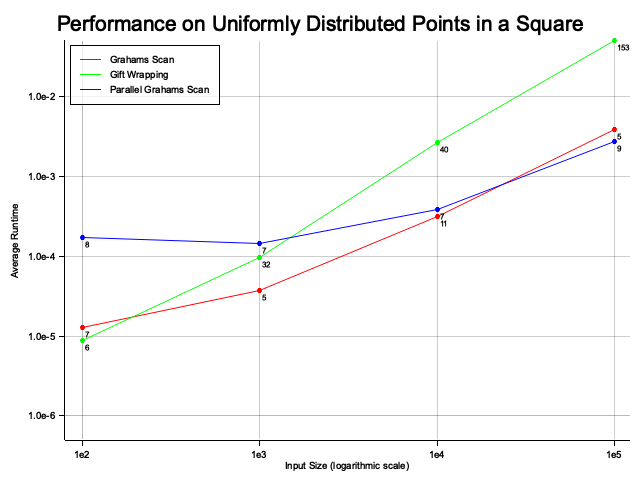 Performance on Uniformly Distributed Points in a Square
Grahams Scan
Gift Wrapping
Parallel Grahams Scan
153
5
9
40
7
11
8
7
32
5
7
6
1.0e-2
1.0e-3
1.0e-4
1.0e-5
1.0e-6
Average Runtime
1e2
1e3
1e4
1e5
Input Size (logarithmic scale)